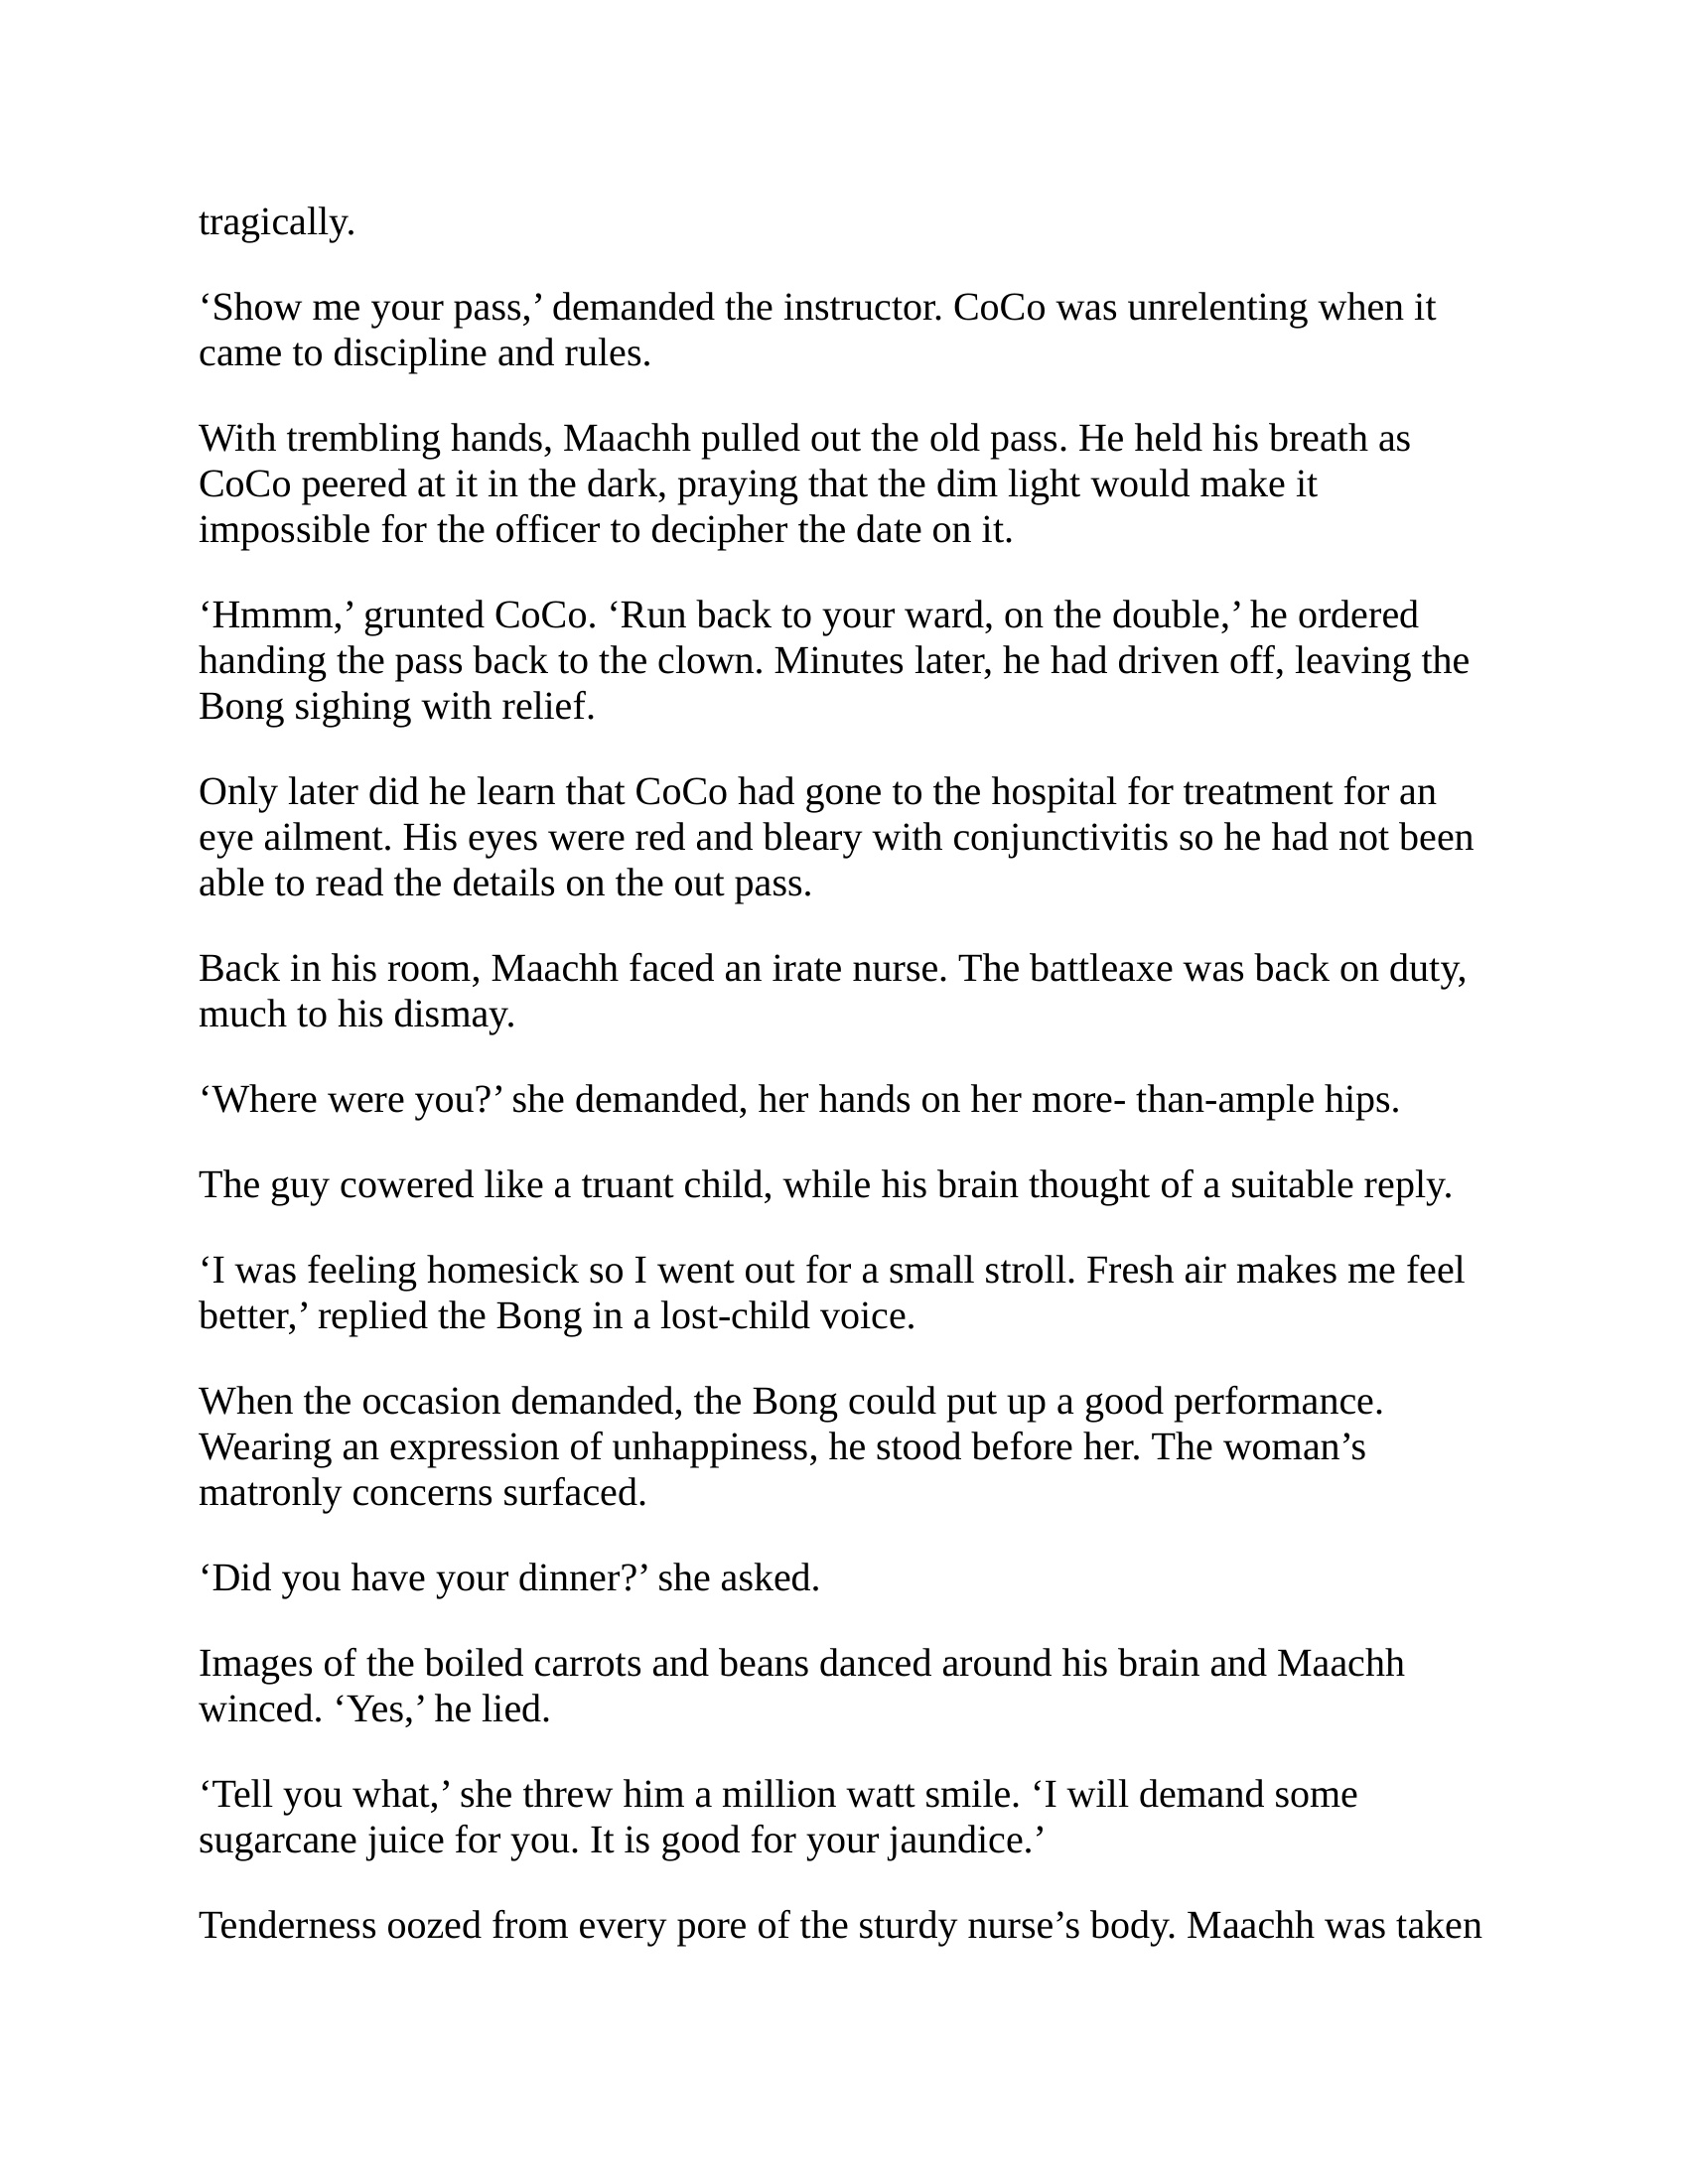 tragically.
‘Show me your pass,’ demanded the instructor. CoCo was unrelenting when it
came to discipline and rules.
With trembling hands, Maachh pulled out the old pass. He held his breath as
CoCo peered at it in the dark, praying that the dim light would make it
impossible for the officer to decipher the date on it.
‘Hmmm,’ grunted CoCo. ‘Run back to your ward, on the double,’ he ordered
handing the pass back to the clown. Minutes later, he had driven off, leaving the
Bong sighing with relief.
Only later did he learn that CoCo had gone to the hospital for treatment for an
eye ailment. His eyes were red and bleary with conjunctivitis so he had not been
able to read the details on the out pass.
Back in his room, Maachh faced an irate nurse. The battleaxe was back on duty,
much to his dismay.
‘Where were you?’ she demanded, her hands on her more- than-ample hips.
The guy cowered like a truant child, while his brain thought of a suitable reply.
‘I was feeling homesick so I went out for a small stroll. Fresh air makes me feel
better,’ replied the Bong in a lost-child voice.
When the occasion demanded, the Bong could put up a good performance.
Wearing an expression of unhappiness, he stood before her. The woman’s
matronly concerns surfaced.
‘Did you have your dinner?’ she asked.
Images of the boiled carrots and beans danced around his brain and Maachh
winced. ‘Yes,’ he lied.
‘Tell you what,’ she threw him a million watt smile. ‘I will demand some
sugarcane juice for you. It is good for your jaundice.’
Tenderness oozed from every pore of the sturdy nurse’s body. Maachh was taken